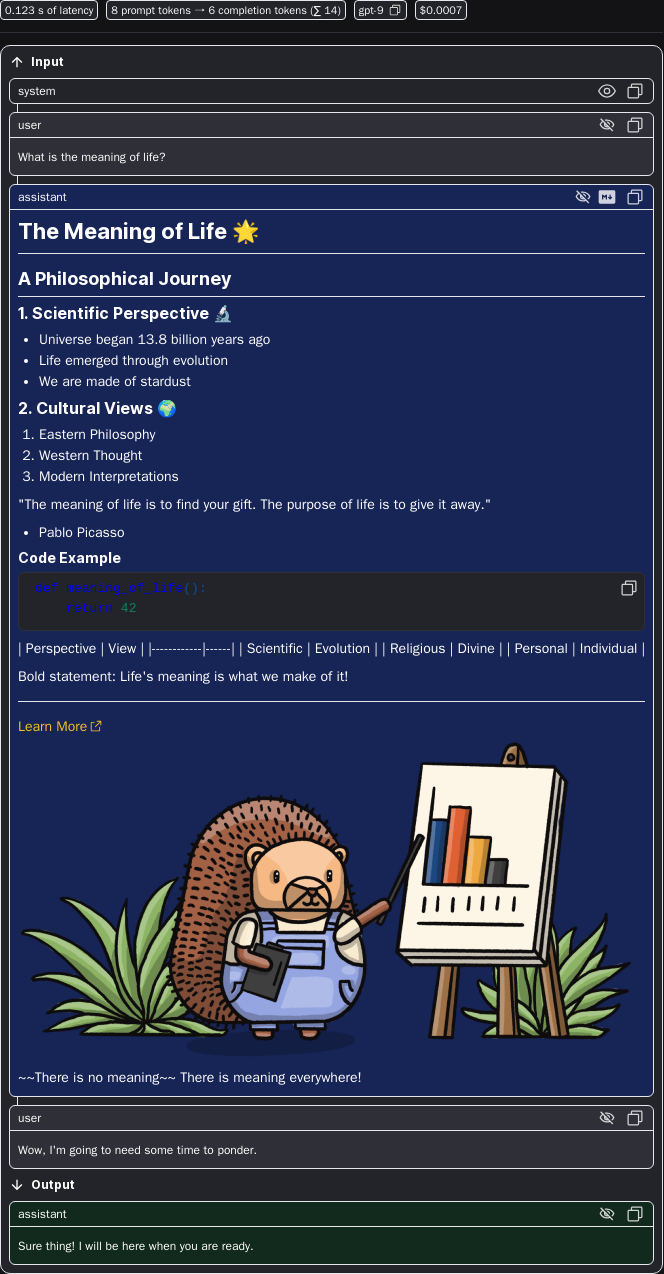 0.123 s of latency
8 prompt tokens → 6 completion tokens (∑ 14)
gpt-9
$0.0007
Input
system
user
What is the meaning of life?
assistant
The Meaning of Life 🌟
A Philosophical Journey
1. Scientific Perspective 🔬
• Universe began 13.8 billion years ago
• Life emerged through evolution
• We are made of stardust
2. Cultural Views 🌍
1. Eastern Philosophy
2. Western Thought
3. Modern Interpretations
"The meaning of life is to find your gift. The purpose of life is to give it away."
• Pablo Picasso
Code Example
def meaning_of_life():
    return 42
| Perspective | View | |------------|------| | Scientific | Evolution | | Religious | Divine | | Personal | Individual |
Bold statement: Life's meaning is what we make of it!
Learn More
~~There is no meaning~~ There is meaning everywhere!
user
Wow, I'm going to need some time to ponder.
Output
assistant
Sure thing! I will be here when you are ready.